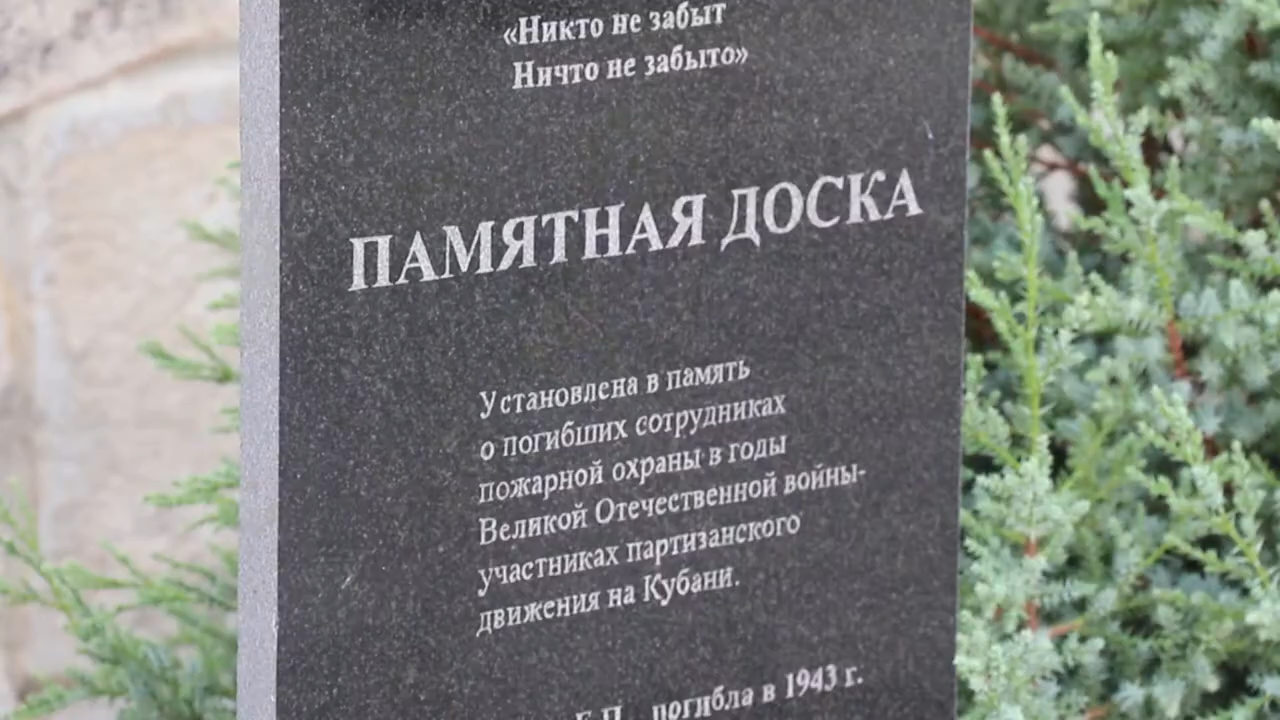 «Никто не забыт
Ничто не забыто»
ПАМЯТНАЯ ДОСКА
Установлена в память
о погибших сотрудниках
пожарной охраны в годы
Великой Отечественной войны-
участниках партизанского
движения на Кубани.
погибла в 1943 г.